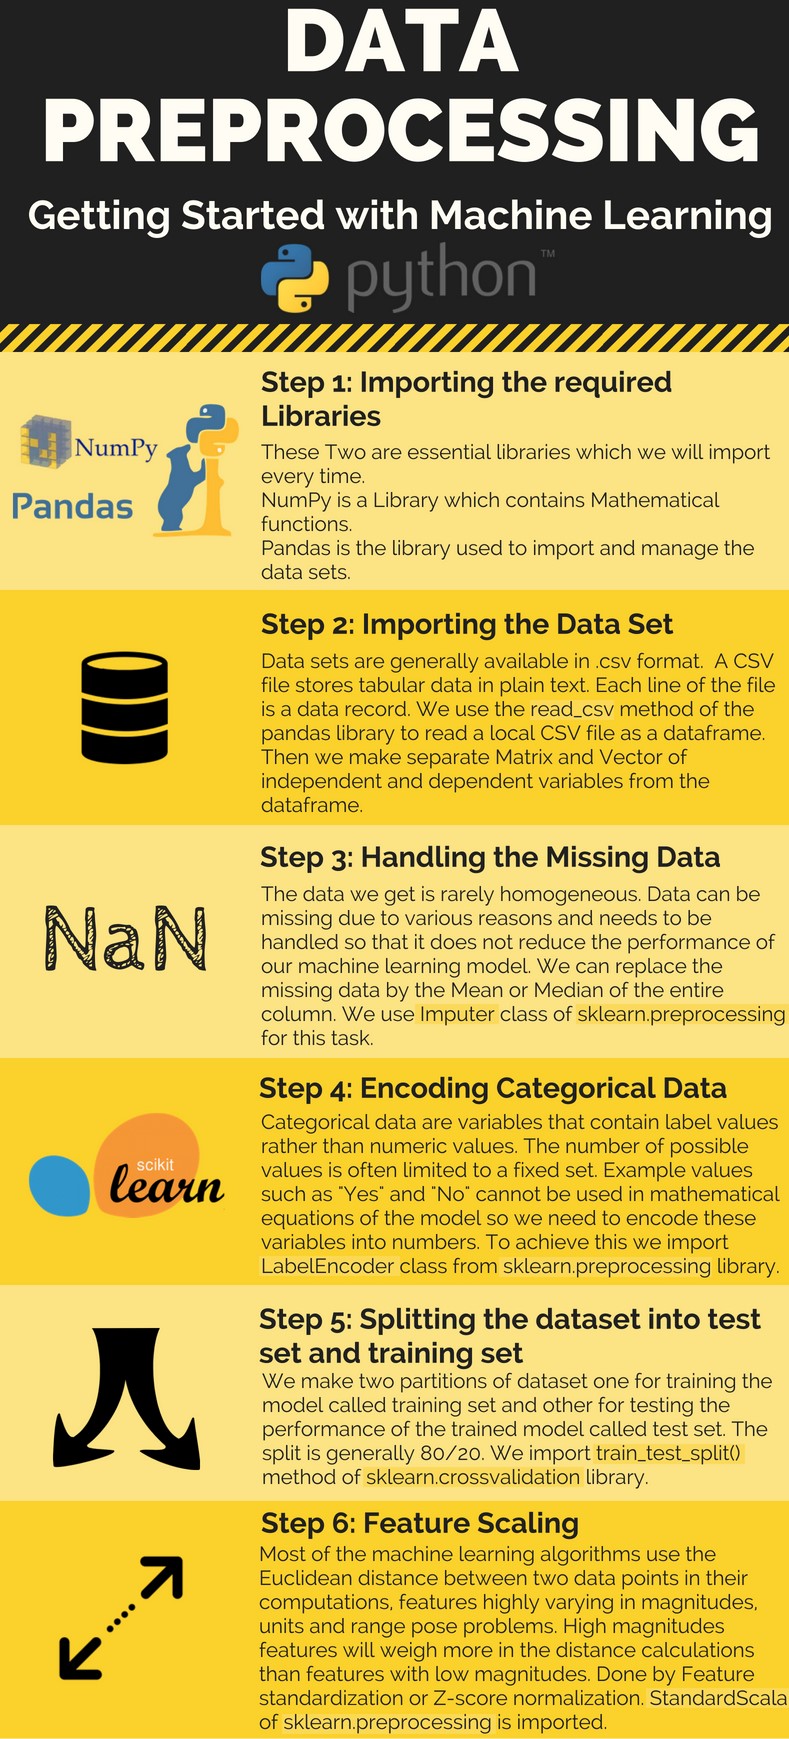 DATA
PREPROCESSING
Getting Started with Machine Learning
python™
NumPy
Pandas
Step 1: Importing the required
Libraries
These Two are essential libraries which we will import
every time.
NumPy is a Library which contains Mathematical
functions.
Pandas is the library used to import and manage the
data sets.
Step 2: Importing the Data Set
Data sets are generally available in .csv format. A CSV
file stores tabular data in plain text. Each line of the file
is a data record. We use the read_csv method of the
pandas library to read a local CSV file as a dataframe.
Then we make separate Matrix and Vector of
independent and dependent variables from the
dataframe.
NaN
Step 3: Handling the Missing Data
The data we get is rarely homogeneous. Data can be
missing due to various reasons and needs to be
handled so that it does not reduce the performance of
our machine learning model. We can replace the
missing data by the Mean or Median of the entire
column. We use Imputer class of sklearn.preprocessing
for this task.
scikit
learn
Step 4: Encoding Categorical Data
Categorical data are variables that contain label values
rather than numeric values. The number of possible
values is often limited to a fixed set. Example values
such as "Yes" and "No" cannot be used in mathematical
equations of the model so we need to encode these
variables into numbers. To achieve this we import
LabelEncoder class from sklearn.preprocessing library.
Step 5: Splitting the dataset into test
set and training set
We make two partitions of dataset one for training the
model called training set and other for testing the
performance of the trained model called test set. The
split is generally 80/20. We import train_test_split()
method of sklearn.crossvalidation library.
Step 6: Feature Scaling
Most of the machine learning algorithms use the
Euclidean distance between two data points in their
computations, features highly varying in magnitudes,
units and range pose problems. High magnitudes
features will weigh more in the distance calculations
than features with low magnitudes. Done by Feature
standardization or Z-score normalization. StandardScala
of sklearn.preprocessing is imported.